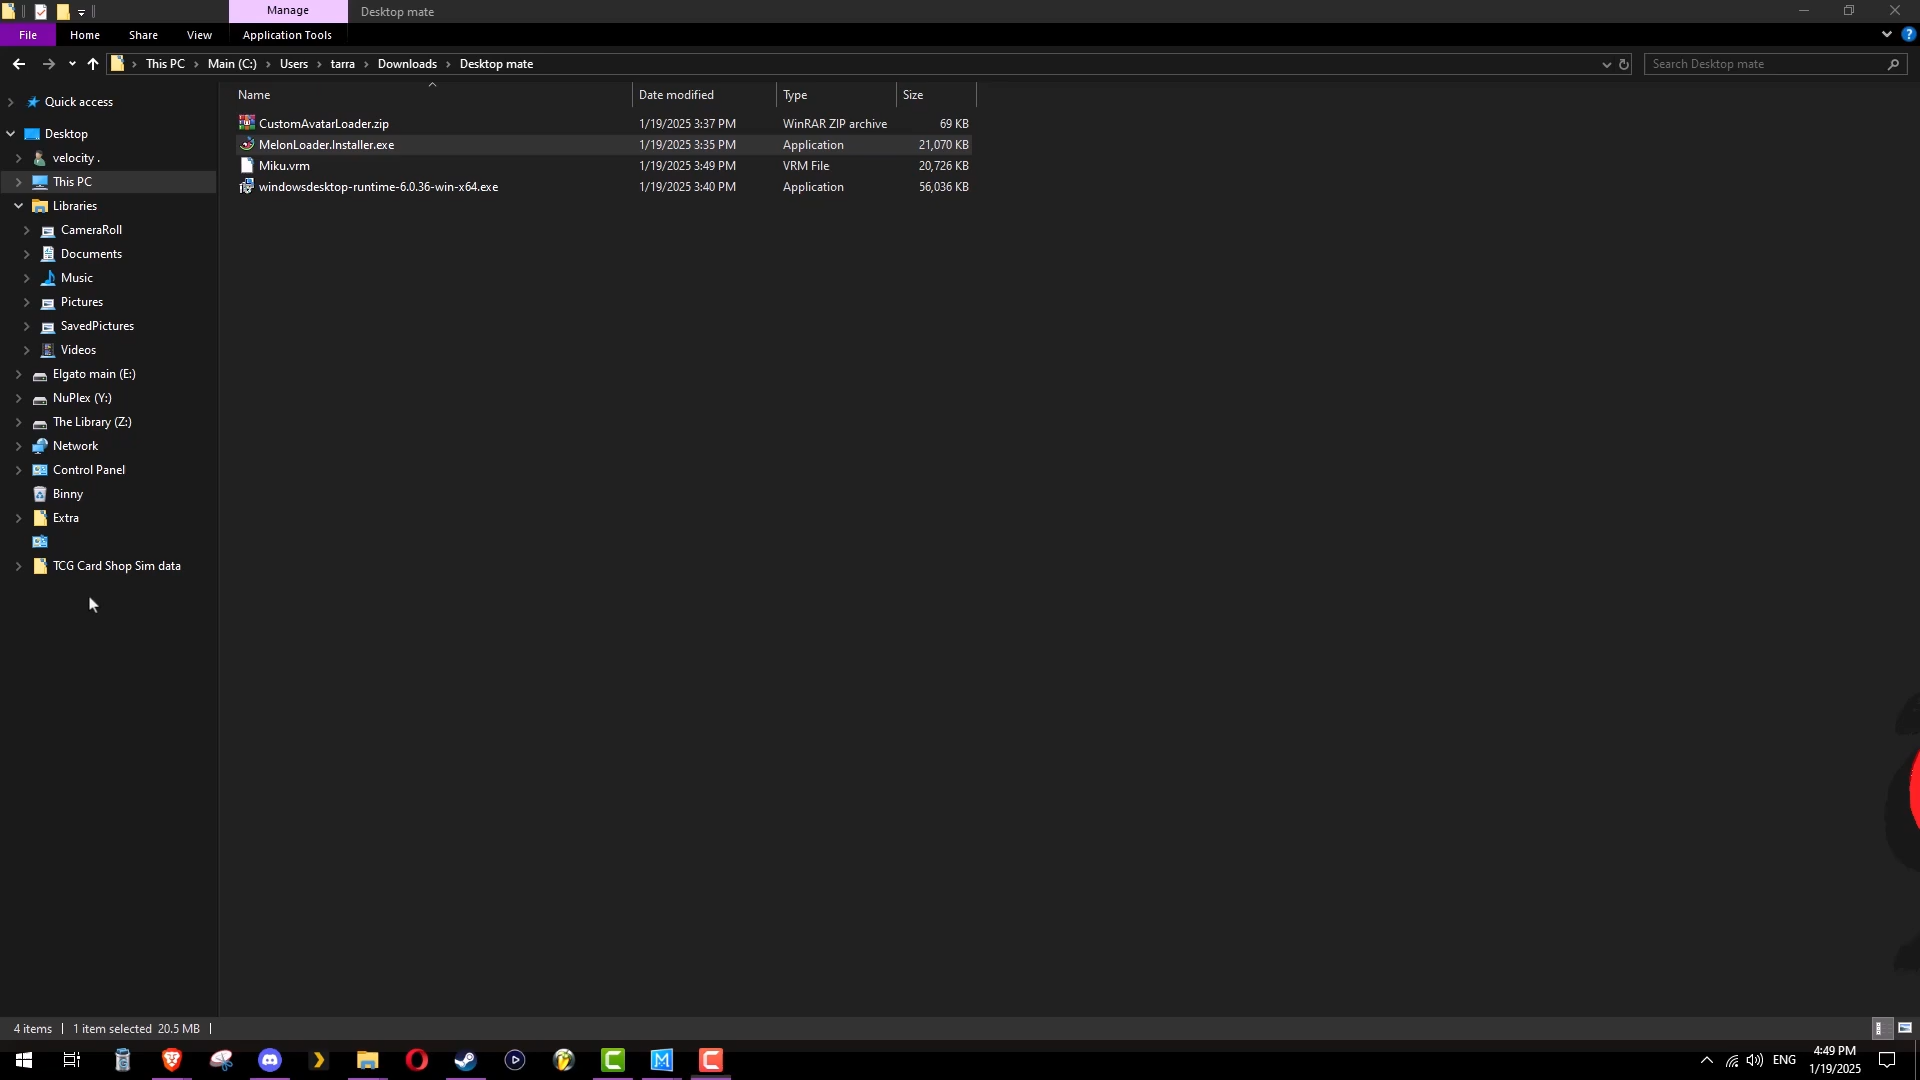 Manage
Desktop mate
File
Home
Share
View
Application Tools
This PC
Main (C:)
Users
tarra
Downloads
Desktop mate
Search Desktop mate
Name
Date modified
Type
Size
CustomAvatarLoader.zip 1/19/2025 3:37 PM WinRAR ZIP archive 69 KB
MelonLoader.Installer.exe 1/19/2025 3:35 PM Application 21,070 KB
Miku.vrm 1/19/2025 3:49 PM VRM File 20,726 KB
windowsdesktop-runtime-6.0.36-win-x64.exe 1/19/2025 3:40 PM Application 56,036 KB
Quick access
Desktop
velocity .
This PC
Libraries
CameraRoll
Documents
Music
Pictures
SavedPictures
Videos
Elgato main (E:)
NuPlex (Y:)
The Library (Z:)
Network
Control Panel
Binny
Extra
TCG Card Shop Sim data
4 items
1 item selected 20.5 MB
ENG
4:49 PM
1/19/2025